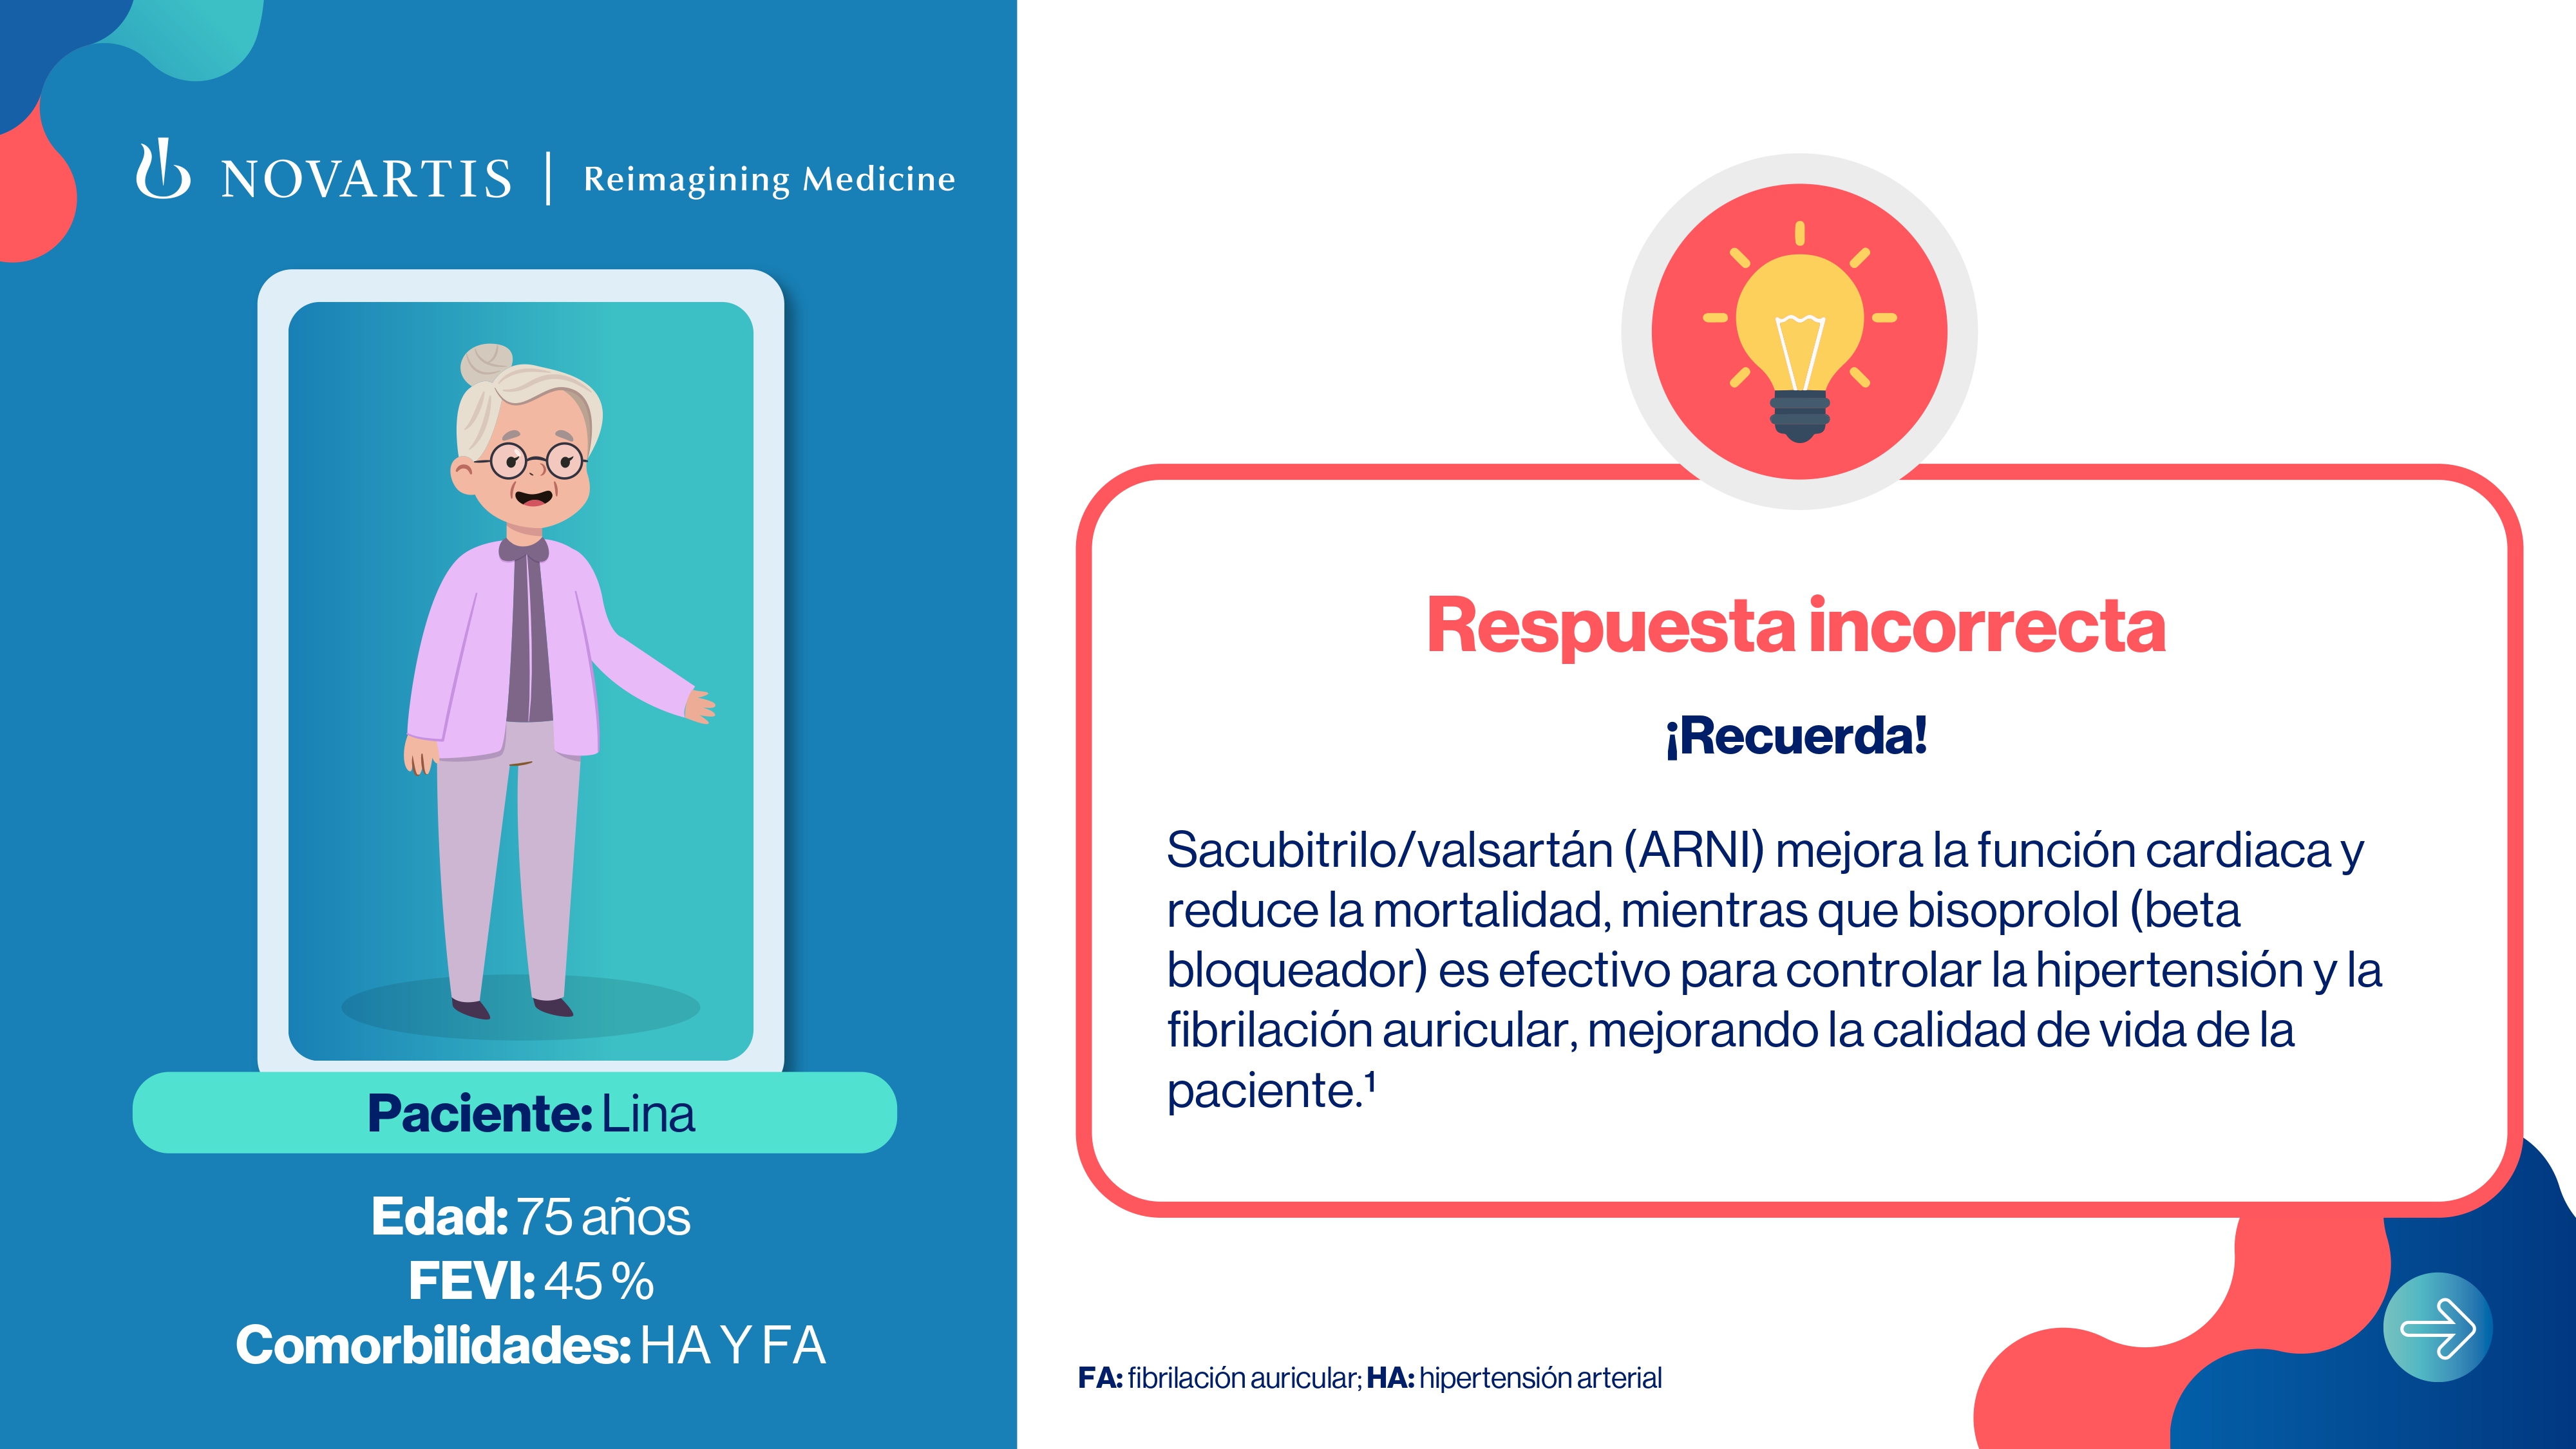 NOVARTIS | Reimagining Medicine
Paciente: Lina
Edad: 75 años
FEVI: 45 %
Comorbilidades: HA Y FA
Respuesta incorrecta
¡Recuerda!
Sacubitrilo/valsartán (ARNI) mejora la función cardiaca y
reduce la mortalidad, mientras que bisoprolol (beta
bloqueador) es efectivo para controlar la hipertensión y la
fibrilación auricular, mejorando la calidad de vida de la
paciente.¹
FA: fibrilación auricular; HA: hipertensión arterial